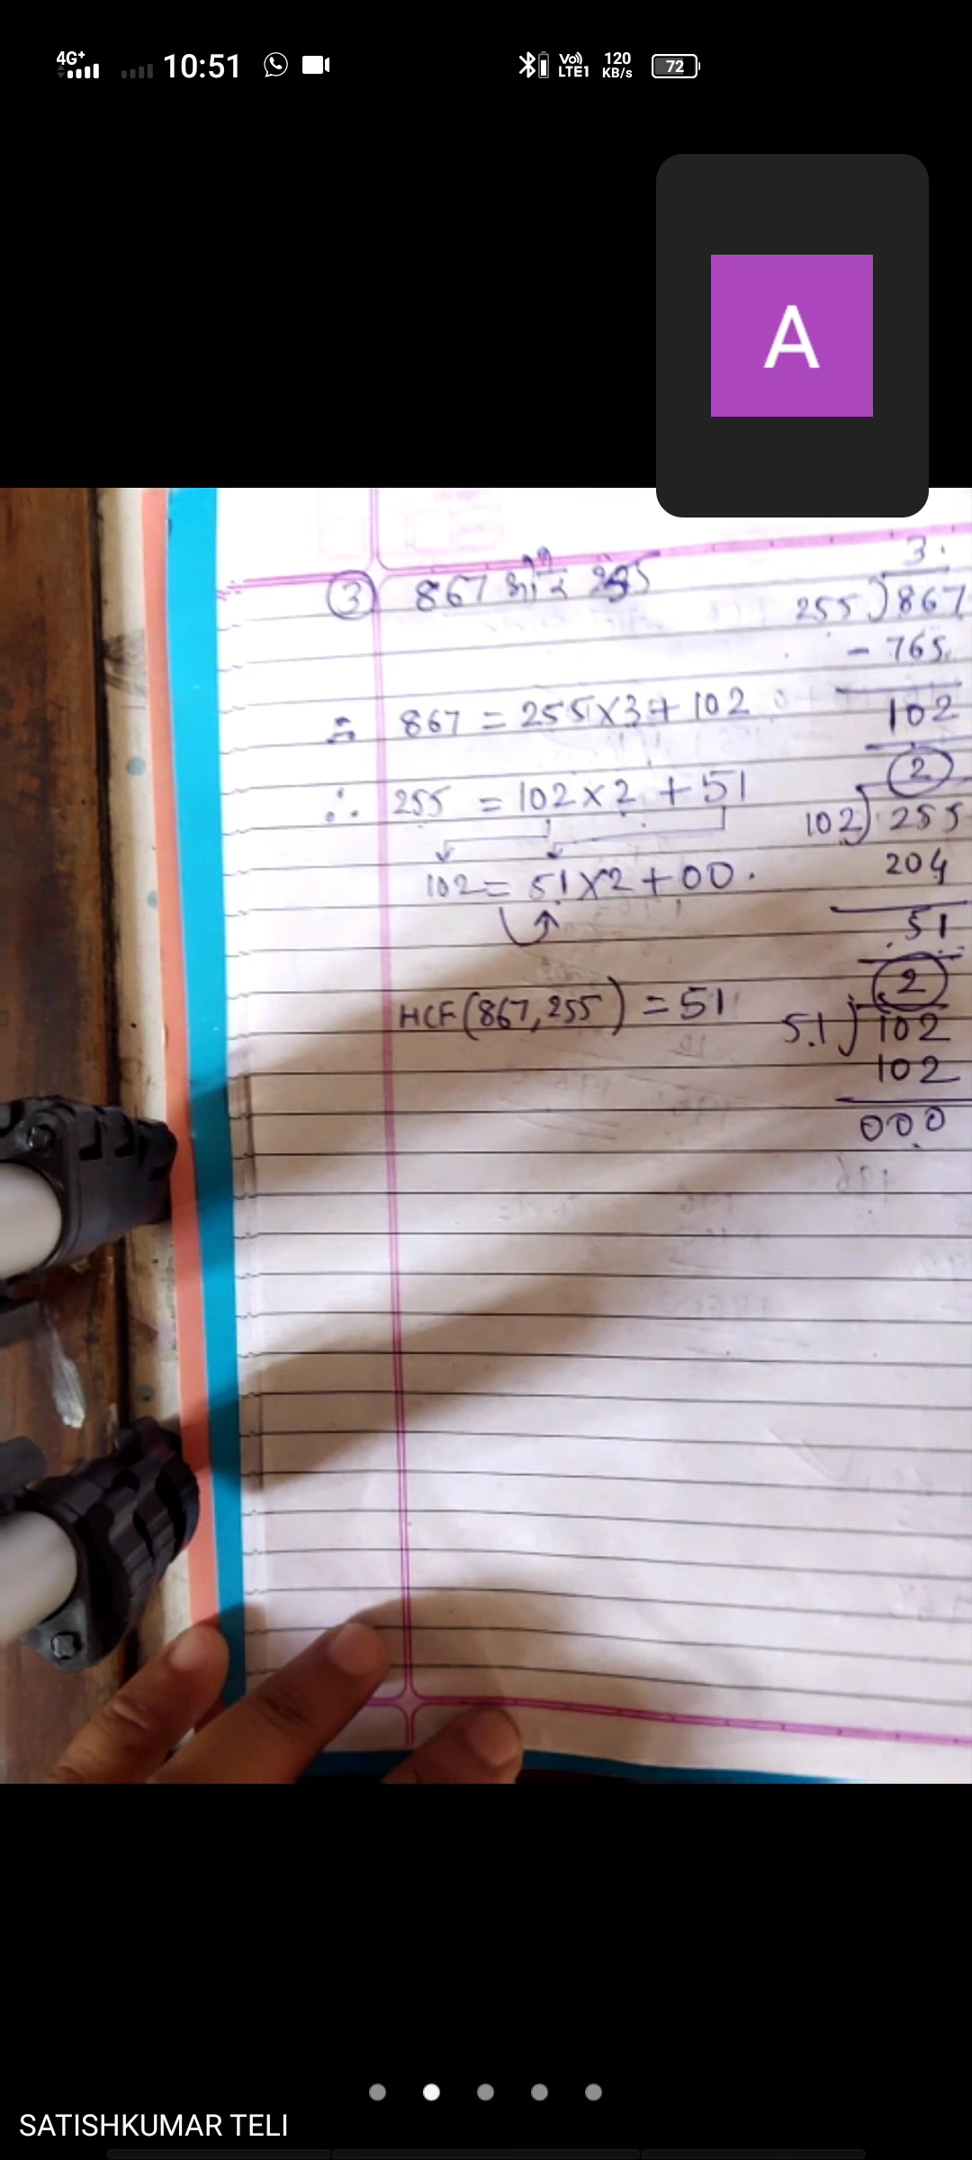 4G+ 10:51 Vo) LTE1 120 KB/s 72
A
3 867 और 255
∴ 867 = 255×3+102
∴ 255 = 102×2+51
102 = 51×2+00.
HCF(867,255) = 51
3.
255)867
- 765
102
2
102)255
204
51
2
51)102
102
000
SATISHKUMAR TELI